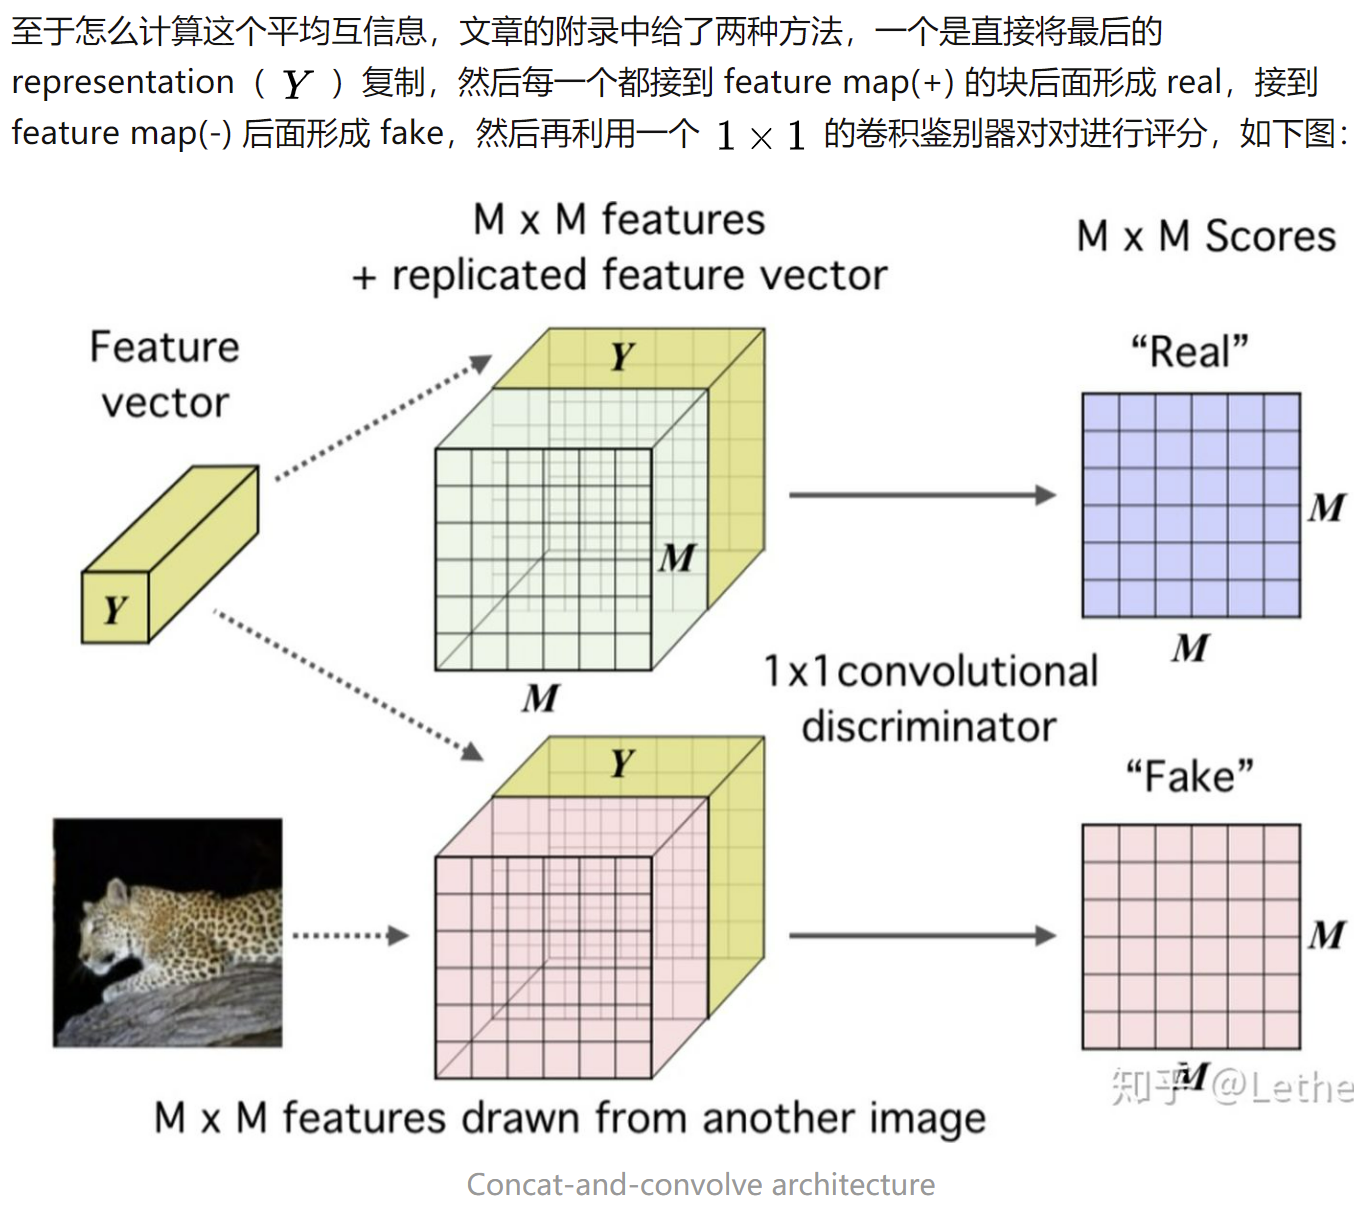 至于怎么计算这个平均互信息，文章的附录中给了两种方法，一个是直接将最后的
representation（ Y ）复制，然后每一个都接到 feature map(+) 的块后面形成 real，接到
feature map(-) 后面形成 fake，然后再利用一个 1 × 1 的卷积鉴别器对对进行评分，如下图：
M x M features
+ replicated feature vector
M x M Scores
Feature
vector
“Real”
Y
Y
M
M
M
M
1x1convolutional
discriminator
Y
“Fake”
M
M
知乎 @Lethe
M x M features drawn from another image
Concat-and-convolve architecture